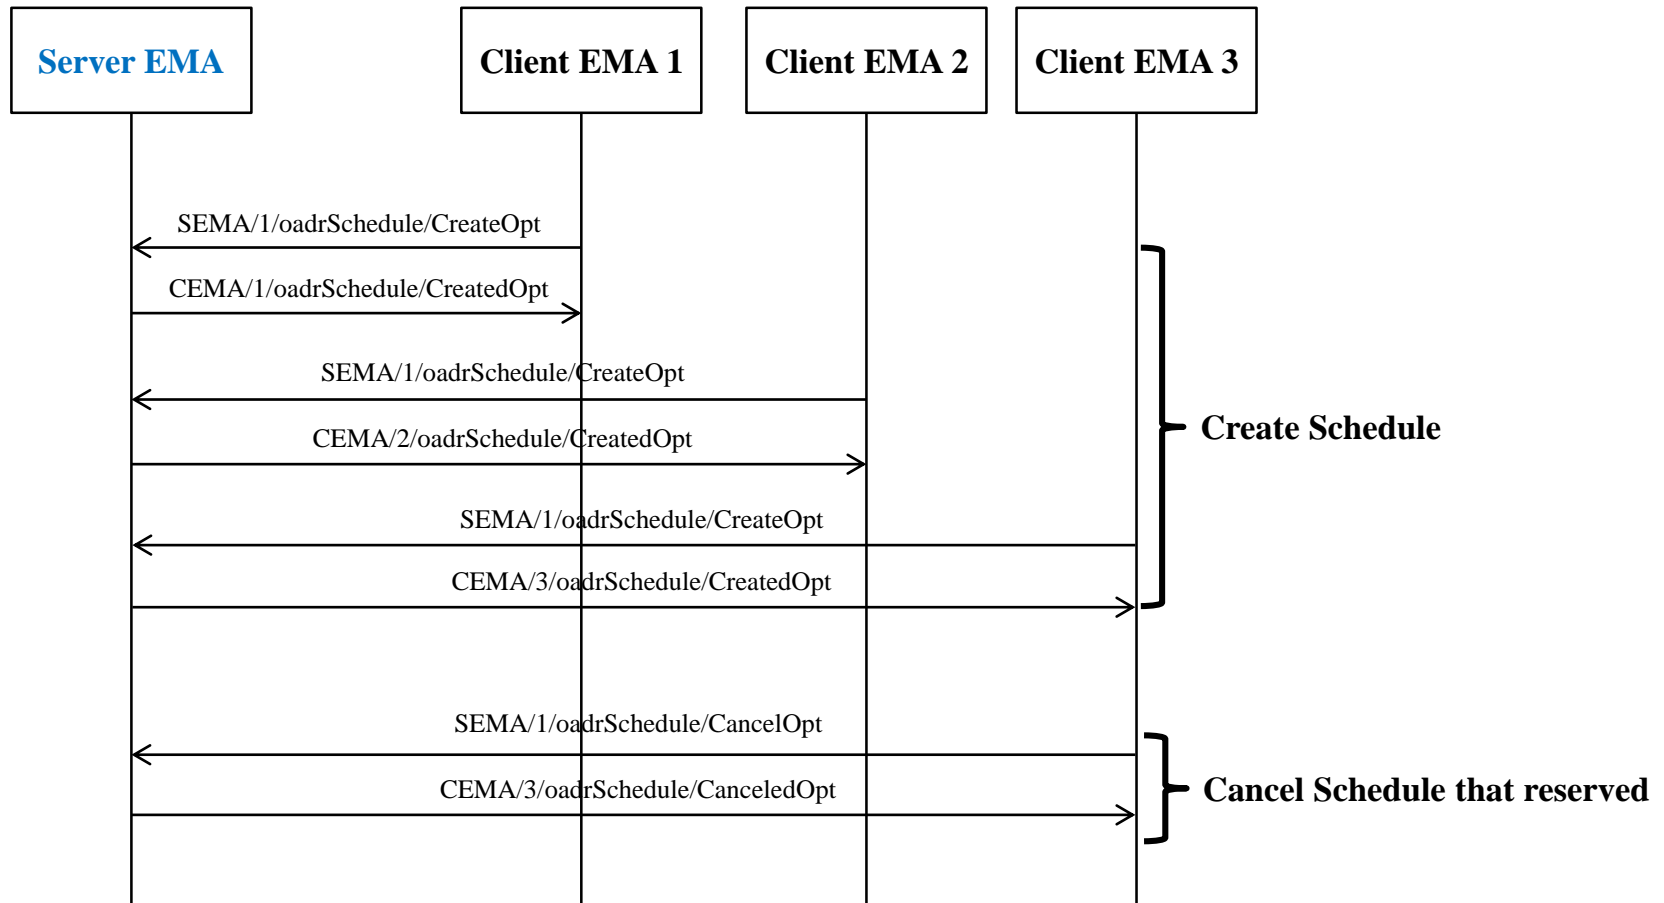 Server EMA
Client EMA 1
Client EMA 2
Client EMA 3
SEMA/1/oadrSchedule/CreateOpt
CEMA/1/oadrSchedule/CreatedOpt
SEMA/1/oadrSchedule/CreateOpt
CEMA/2/oadrSchedule/CreatedOpt
Create Schedule
SEMA/1/oadrSchedule/CreateOpt
CEMA/3/oadrSchedule/CreatedOpt
SEMA/1/oadrSchedule/CancelOpt
CEMA/3/oadrSchedule/CanceledOpt
Cancel Schedule that reserved